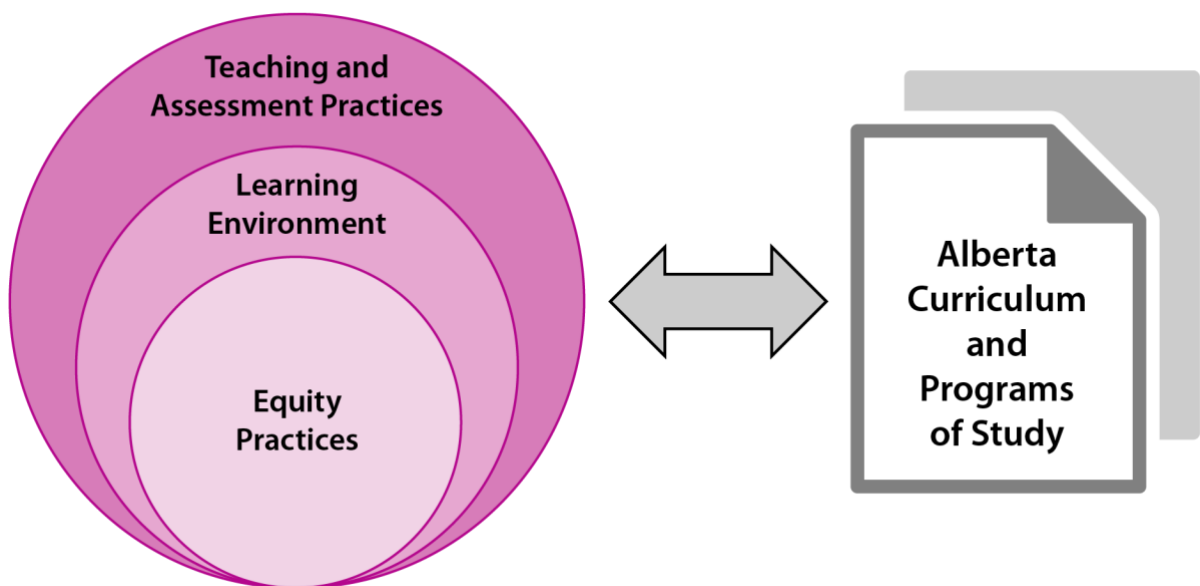 Teaching and
Assessment Practices
Learning
Environment
Equity
Practices
Alberta
Curriculum
and
Programs
of Study